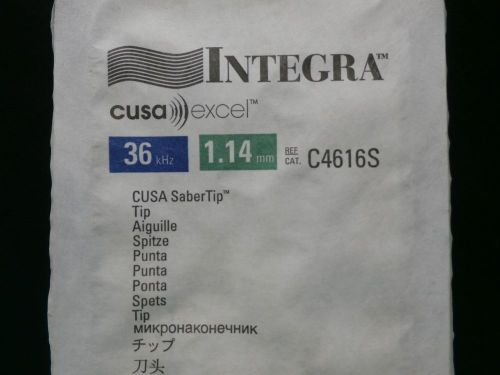 INTEGRA™
cusa excel™
36 kHz 1.14 mm REF CAT. C4616S
CUSA SaberTip™
Tip
Aiguille
Spitze
Punta
Punta
Ponta
Spets
Tip
микронаконечник
チップ
刀头